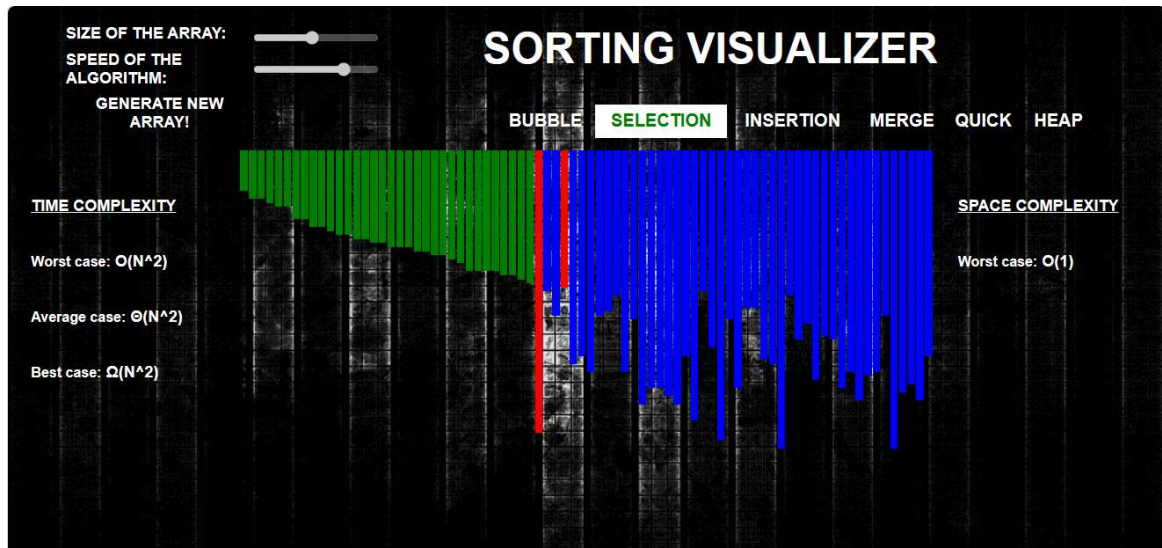 SIZE OF THE ARRAY:
SPEED OF THE
ALGORITHM:
GENERATE NEW
ARRAY!
SORTING VISUALIZER
BUBBLE SELECTION INSERTION MERGE QUICK HEAP
TIME COMPLEXITY
Worst case: O(N^2)
Average case: Θ(N^2)
Best case: Ω(N^2)
SPACE COMPLEXITY
Worst case: O(1)